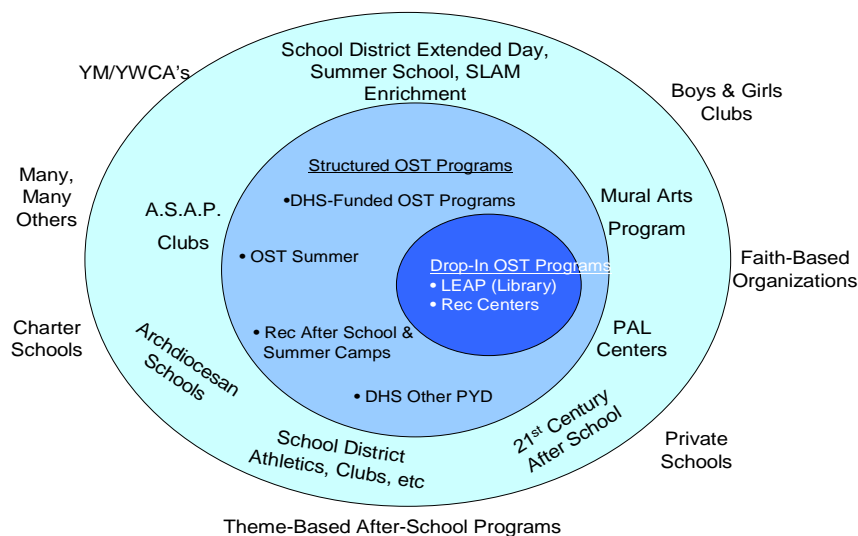 School District Extended Day,
Summer School, SLAM
Enrichment
YM/YWCA's
Boys & Girls
Clubs
Structured OST Programs
•DHS-Funded OST Programs
Many,
Many
Others
A.S.A.P.
Clubs
Mural Arts
Program
• OST Summer
Drop-In OST Programs
• LEAP (Library)
• Rec Centers
Faith-Based
Organizations
Charter
Schools
Archdiocesan
Schools
• Rec After School &
Summer Camps
PAL
Centers
• DHS Other PYD
21st Century
After School
School District
Athletics, Clubs, etc
Private
Schools
Theme-Based After-School Programs